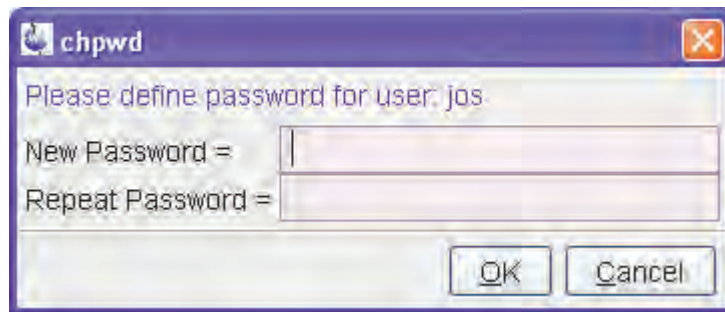 chpwd
Please define password for user: jos
New Password =
Repeat Password =
OK Cancel